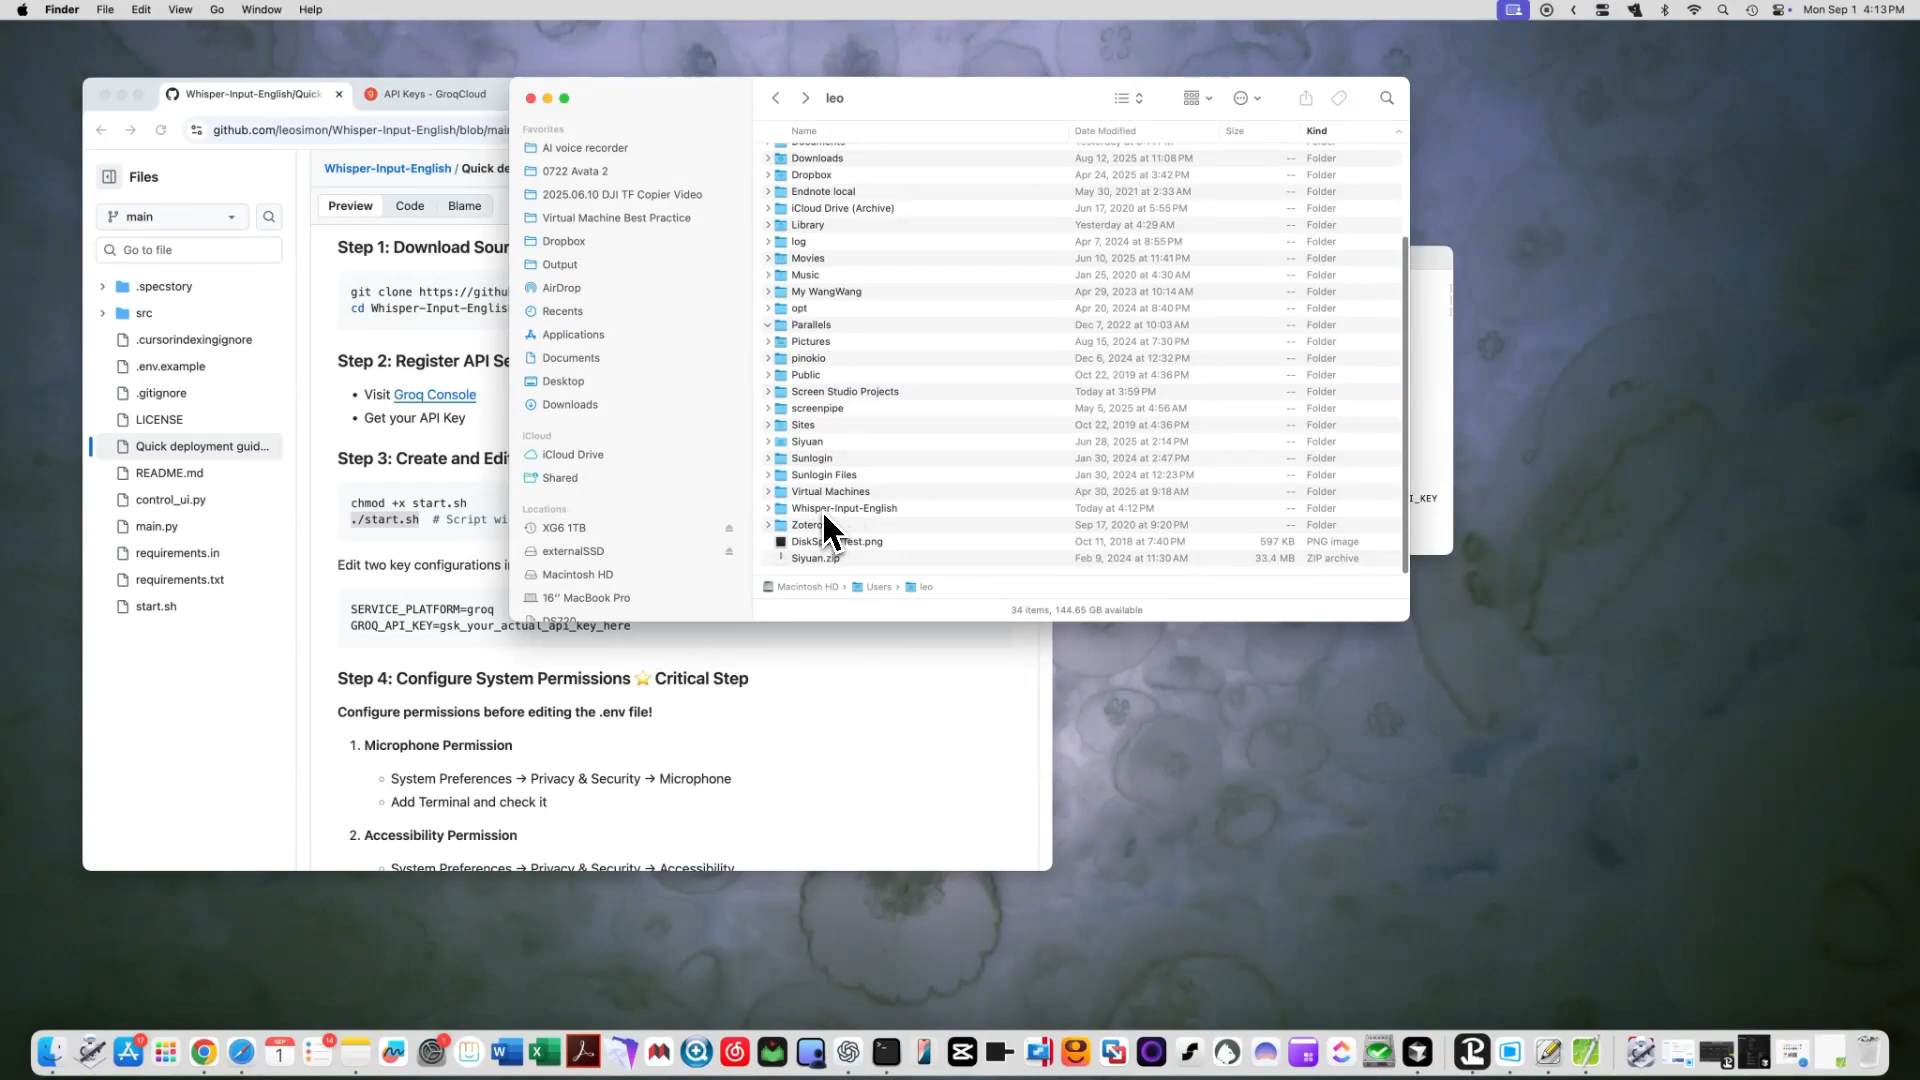 Finder File Edit View Go Window Help Mon Sep 1 4:13 PM
Whisper-Input-English/Quick API Keys - GroqCloud
github.com/leosimon/Whisper-Input-English/blob/mai
Files
main
Go to file
.specstory
src
.cursorindexingignore
.env.example
.gitignore
LICENSE
Quick deployment guid...
README.md
control_ui.py
main.py
requirements.in
requirements.txt
start.sh
Whisper-Input-English / Quick de
Preview Code Blame
Step 1: Download Sour
git clone https://githu
cd Whisper-Input-Englis
Step 2: Register API Se
• Visit Groq Console
• Get your API Key
Step 3: Create and Edi
chmod +x start.sh
./start.sh # Script wi
Edit two key configurations i
SERVICE_PLATFORM=groq
GROQ_API_KEY=gsk_your_actual_api_key_here
Step 4: Configure System Permissions ⭐ Critical Step
Configure permissions before editing the .env file!
1. Microphone Permission
System Preferences → Privacy & Security → Microphone
Add Terminal and check it
2. Accessibility Permission
System Preferences → Privacy & Security → Accessibility
Favorites
AI voice recorder
0722 Avata 2
2025.06.10 DJI TF Copier Video
Virtual Machine Best Practice
Dropbox
Output
AirDrop
Recents
Applications
Documents
Desktop
Downloads
iCloud
iCloud Drive
Shared
Locations
XG6 1TB
externalSSD
Macintosh HD
16" MacBook Pro
DS720
leo
Name Date Modified Size Kind
Documents Folder
Downloads Aug 12, 2025 at 11:08 PM -- Folder
Dropbox Apr 24, 2025 at 3:42 PM -- Folder
Endnote local May 30, 2021 at 2:33 AM -- Folder
iCloud Drive (Archive) Jun 17, 2020 at 5:55 PM -- Folder
Library Yesterday at 4:29 AM -- Folder
log Apr 7, 2024 at 8:55 PM -- Folder
Movies Jun 10, 2025 at 11:41 PM -- Folder
Music Jan 25, 2020 at 4:30 AM -- Folder
My WangWang Apr 29, 2023 at 10:14 AM -- Folder
opt Apr 20, 2024 at 8:40 PM -- Folder
Parallels Dec 7, 2022 at 10:03 AM -- Folder
Pictures Aug 15, 2024 at 7:30 PM -- Folder
pinokio Dec 6, 2024 at 12:32 PM -- Folder
Public Oct 22, 2019 at 4:36 PM -- Folder
Screen Studio Projects Today at 3:59 PM -- Folder
screenpipe May 5, 2025 at 4:56 AM -- Folder
Sites Oct 22, 2019 at 4:36 PM -- Folder
Siyuan Jun 28, 2025 at 2:14 PM -- Folder
Sunlogin Jan 30, 2024 at 2:47 PM -- Folder
Sunlogin Files Jan 30, 2024 at 12:23 PM -- Folder
Virtual Machines Apr 30, 2025 at 9:18 AM -- Folder
Whisper-Input-English Today at 4:12 PM -- Folder
Zotero Sep 17, 2020 at 9:20 PM -- Folder
DiskSp Test.png Oct 11, 2018 at 7:40 PM 597 KB PNG image
Siyuan.zip Feb 9, 2024 at 11:30 AM 33.4 MB ZIP archive
Macintosh HD › Users › leo
34 items, 144.65 GB available
I_KEY